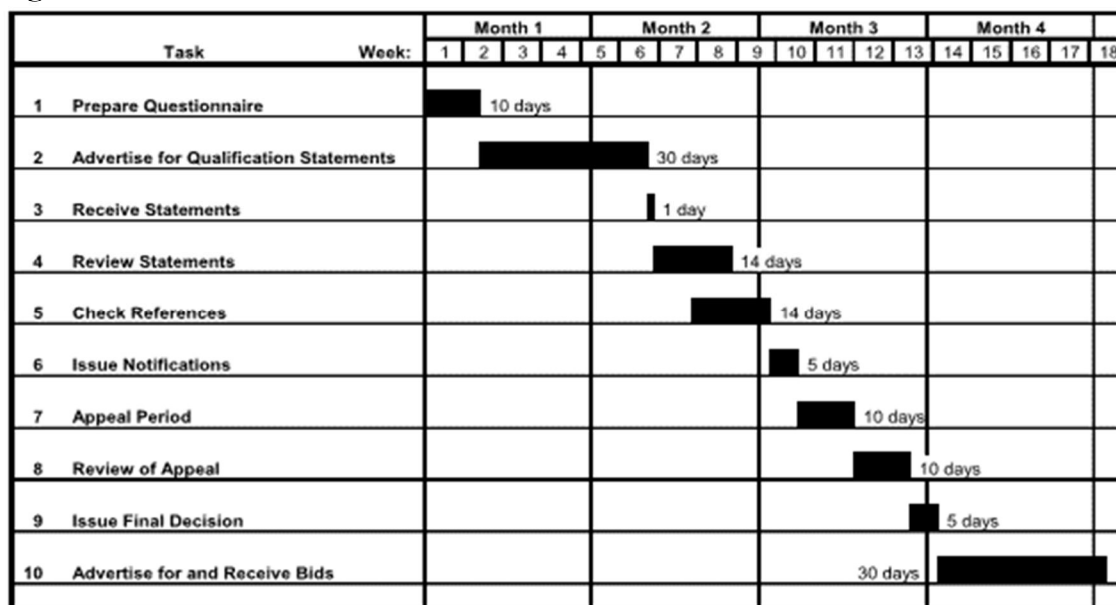 Month 1 Month 2 Month 3 Month 4
Task Week: 1 2 3 4 5 6 7 8 9 10 11 12 13 14 15 16 17 18
1 Prepare Questionnaire 10 days
2 Advertise for Qualification Statements 30 days
3 Receive Statements 1 day
4 Review Statements 14 days
5 Check References 14 days
6 Issue Notifications 5 days
7 Appeal Period 10 days
8 Review of Appeal 10 days
9 Issue Final Decision 5 days
10 Advertise for and Receive Bids 30 days